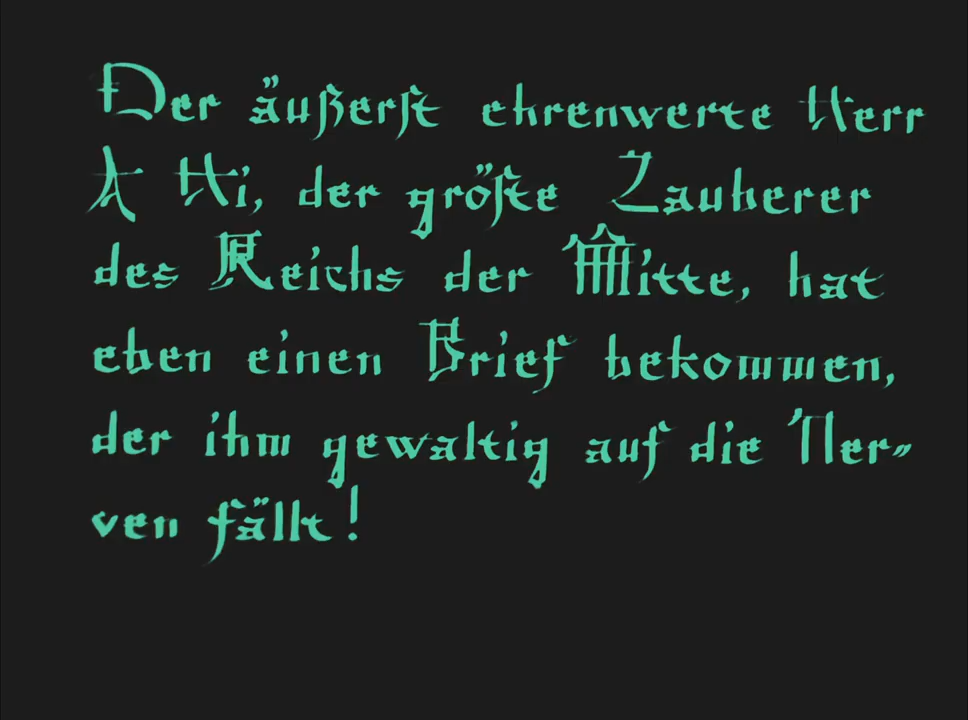 Der äußerst ehrenwerte Herr
A Hi, der größte Zauberer
des Reichs der Mitte, hat
eben einen Brief bekommen,
der ihm gewaltig auf die Ner-
ven fällt!